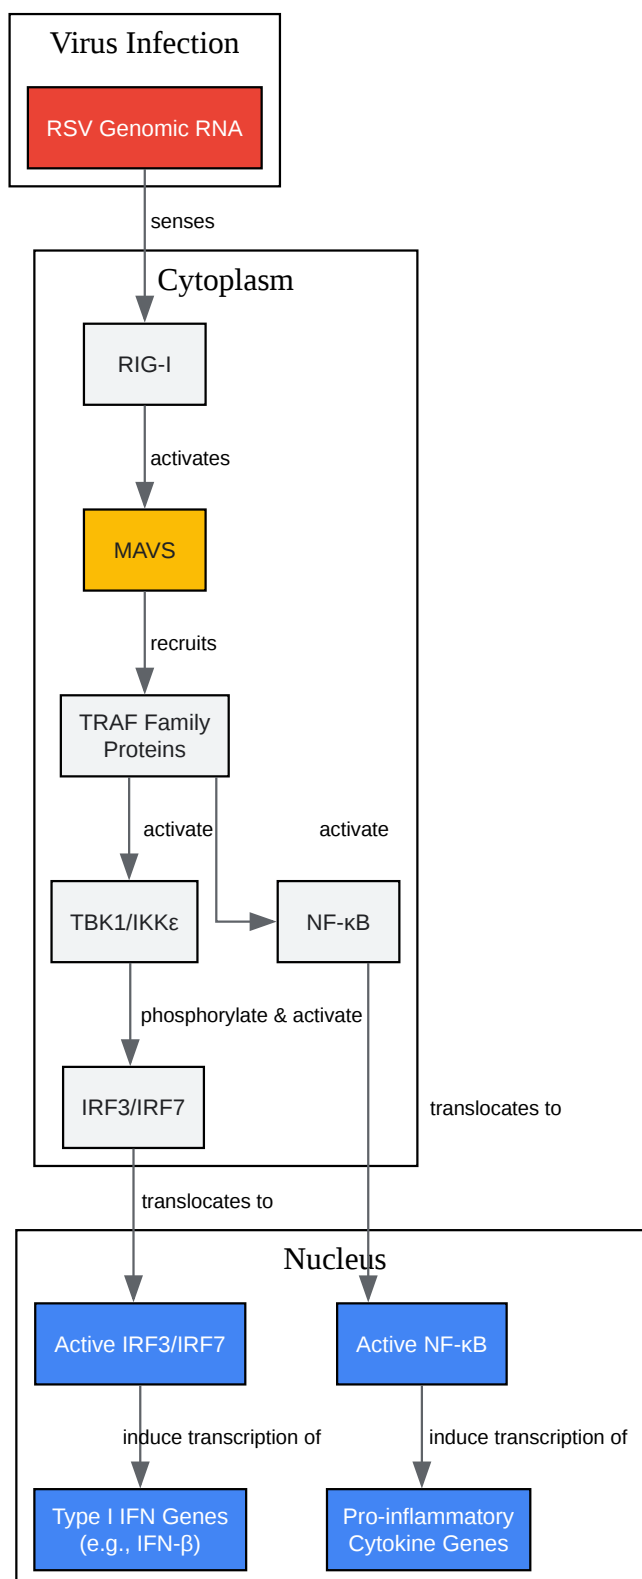 Virus Infection
RSV Genomic RNA
senses
Cytoplasm
RIG-I
activates
MAVS
recruits
TRAF Family
Proteins
activate
activate
TBK1/IKKε
NF-κB
phosphorylate & activate
IRF3/IRF7
translocates to
translocates to
Nucleus
Active IRF3/IRF7
Active NF-κB
induce transcription of
induce transcription of
Type I IFN Genes
(e.g., IFN-β)
Pro-inflammatory
Cytokine Genes